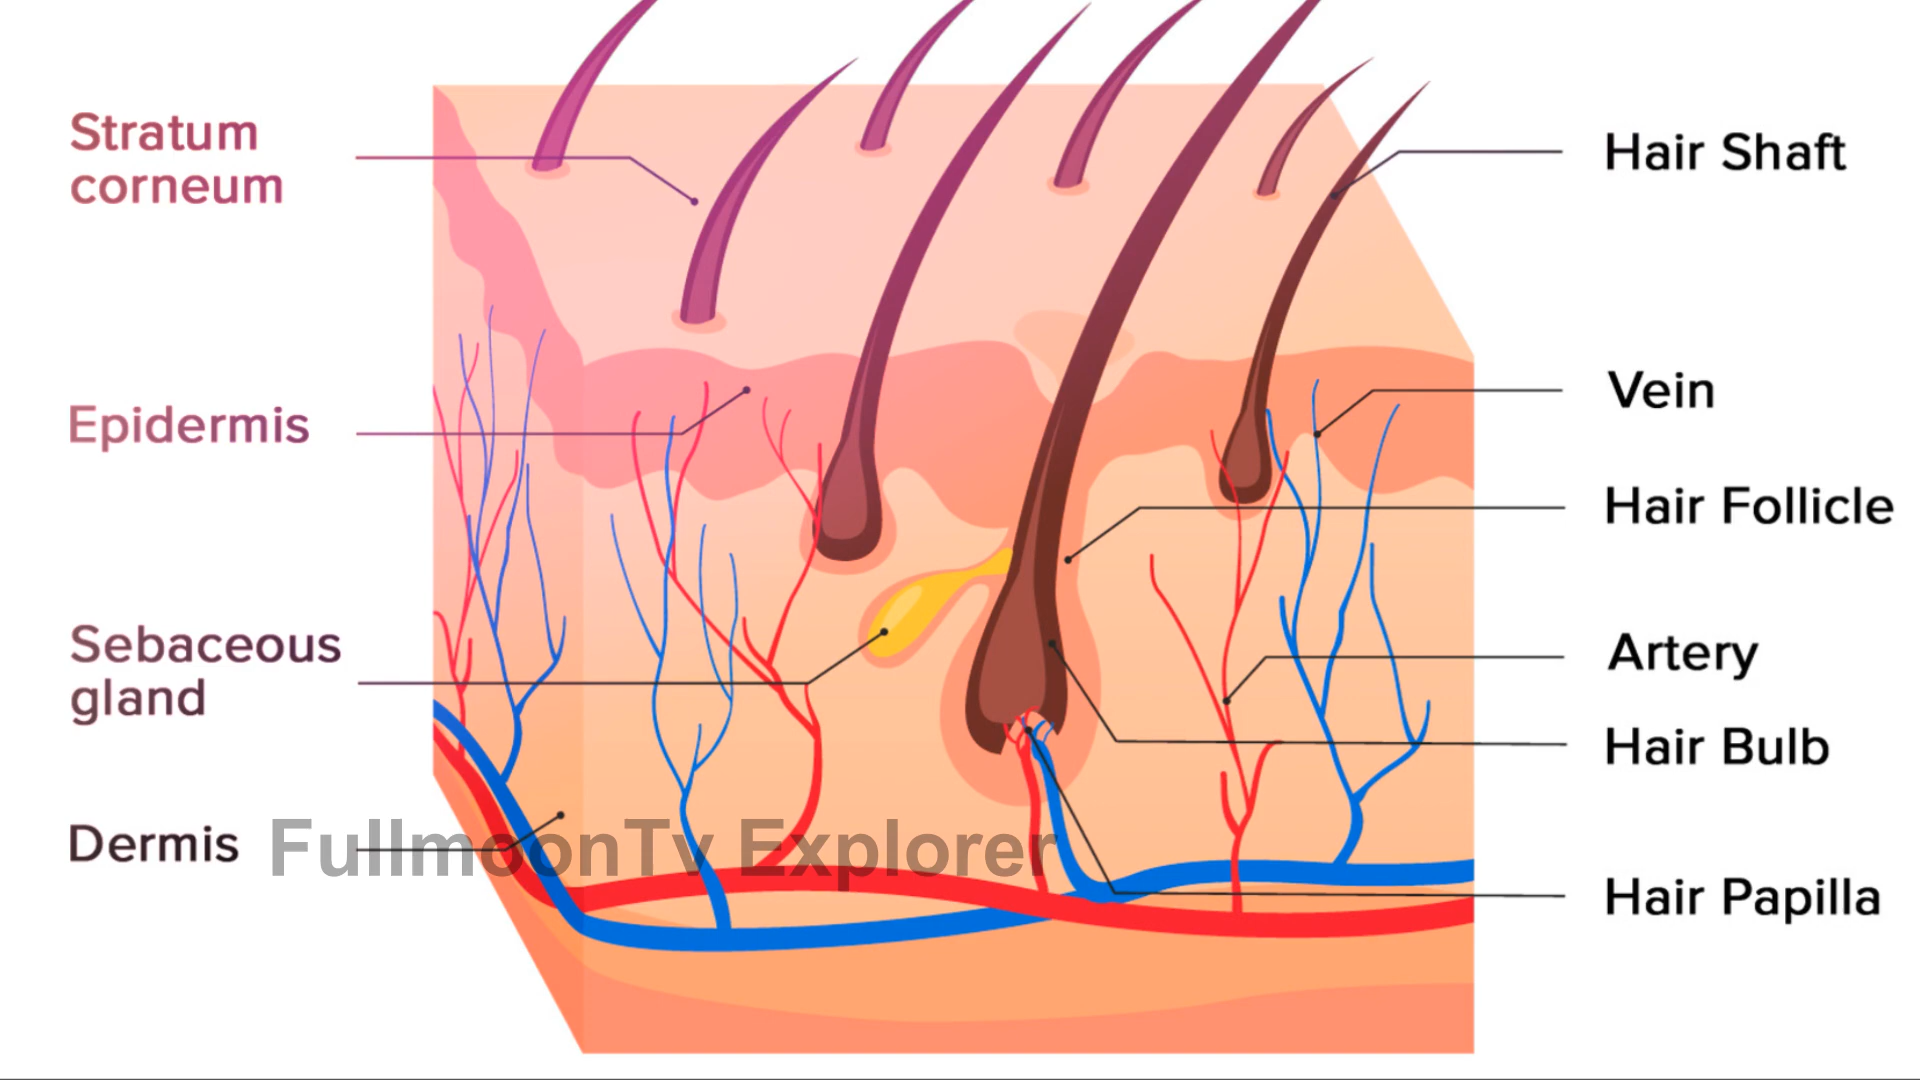 Stratum
corneum
Epidermis
Sebaceous
gland
Dermis
FullmoonTv Explorer
Hair Shaft
Vein
Hair Follicle
Artery
Hair Bulb
Hair Papilla